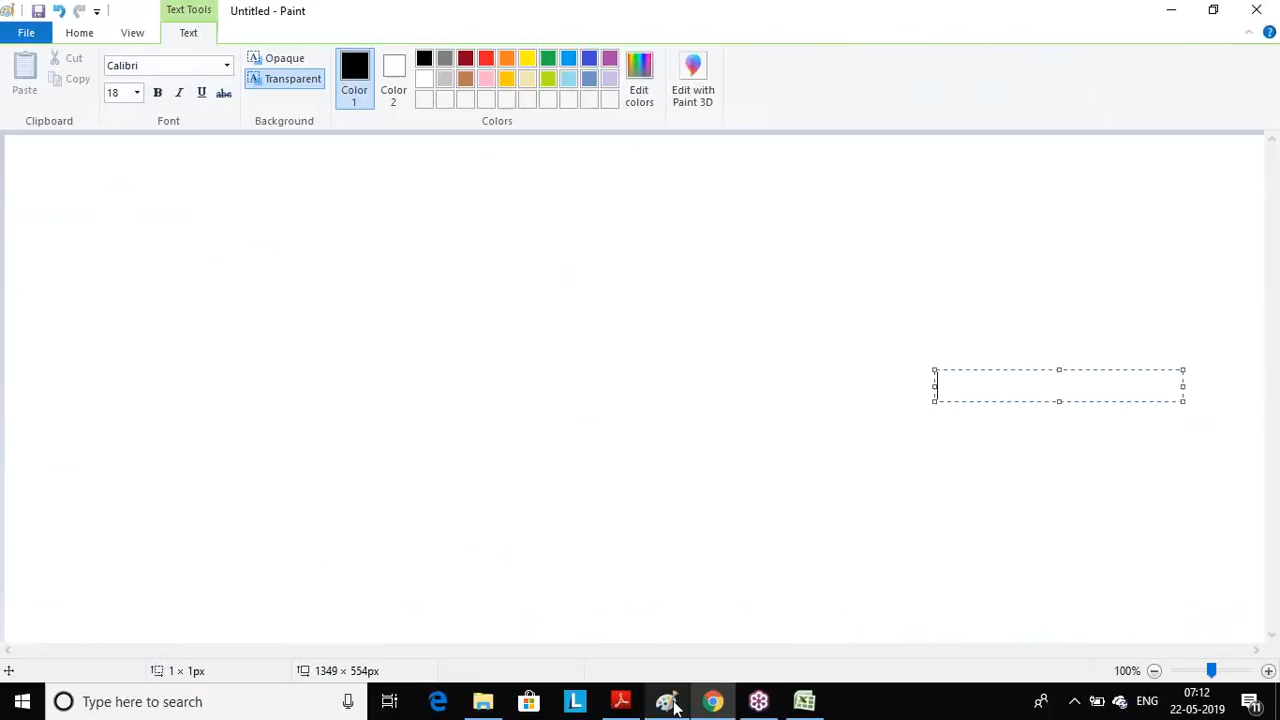 Text Tools
Untitled - Paint
File
Home
View
Text
Paste
Cut
Copy
Clipboard
Calibri
18
B I U abc
Font
Opaque
Transparent
Background
Color 1
Color 2
Edit colors
Colors
Edit with Paint 3D
1 × 1px
1349 × 554px
100%
Type here to search
ENG
07:12
22-05-2019
11